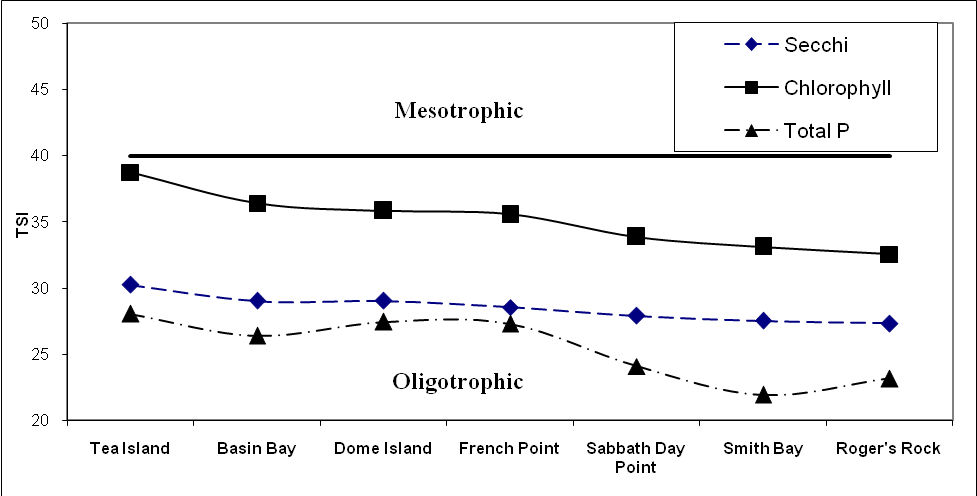 50
45
40
35
30
25
20
TSI
Secchi
Chlorophyll
Total P
Mesotrophic
Oligotrophic
Tea Island
Basin Bay
Dome Island
French Point
Sabbath Day
Point
Smith Bay
Roger's Rock